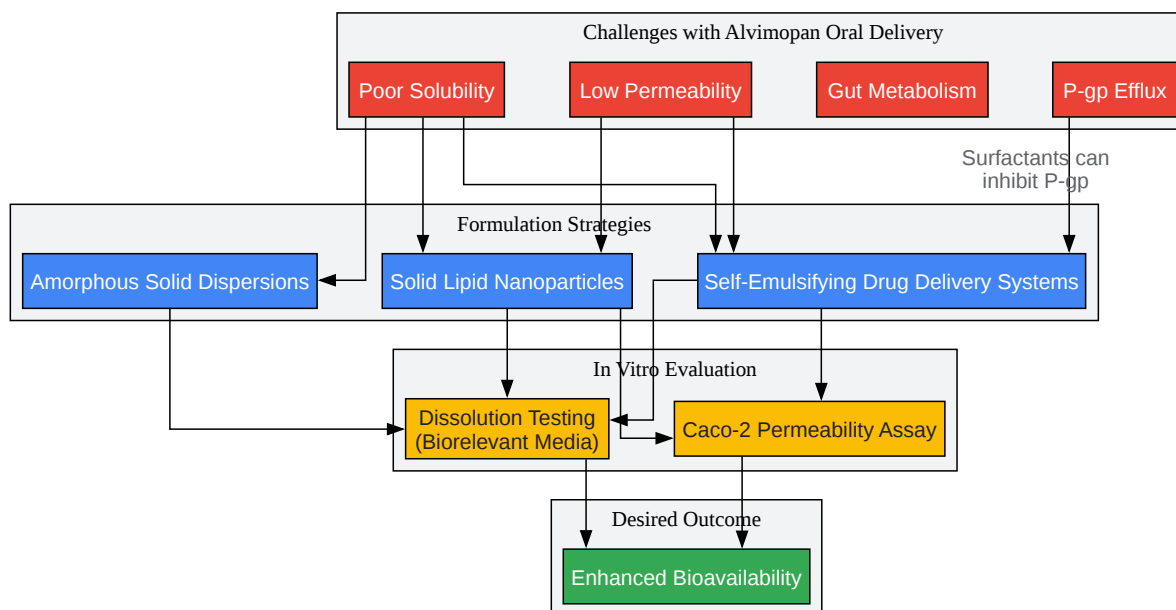 Challenges with Alvimopan Oral Delivery
Poor Solubility
Low Permeability
Gut Metabolism
P-gp Efflux
Surfactants can
inhibit P-gp
Formulation Strategies
Amorphous Solid Dispersions
Solid Lipid Nanoparticles
Self-Emulsifying Drug Delivery Systems
In Vitro Evaluation
Dissolution Testing
(Biorelevant Media)
Caco-2 Permeability Assay
Desired Outcome
Enhanced Bioavailability